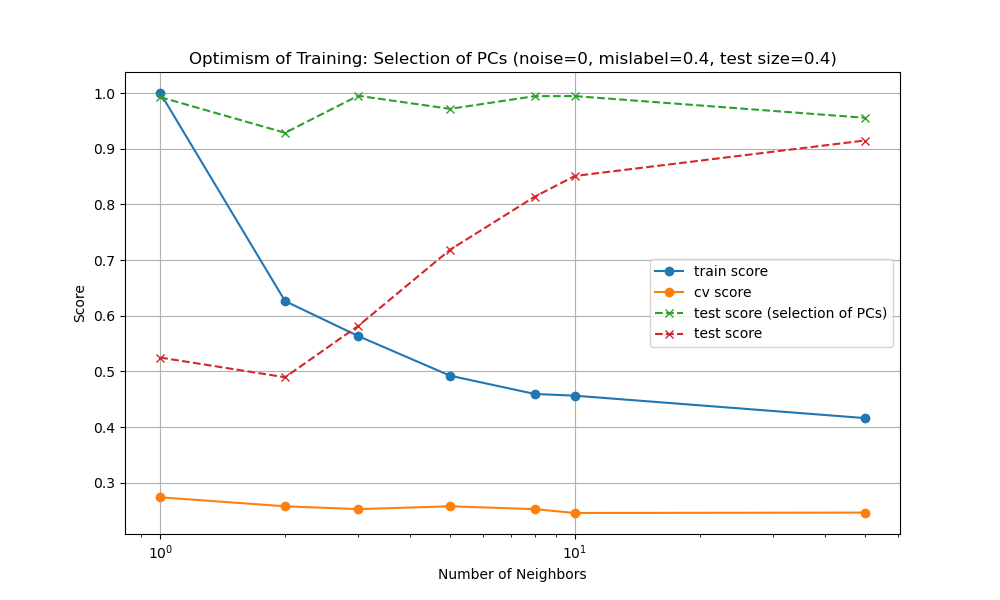 Optimism of Training: Selection of PCs (noise=0, mislabel=0.4, test size=0.4)
1.0
0.9
0.8
0.7
0.6
0.5
0.4
0.3
Score
train score
cv score
test score (selection of PCs)
test score
10⁰
10¹
Number of Neighbors